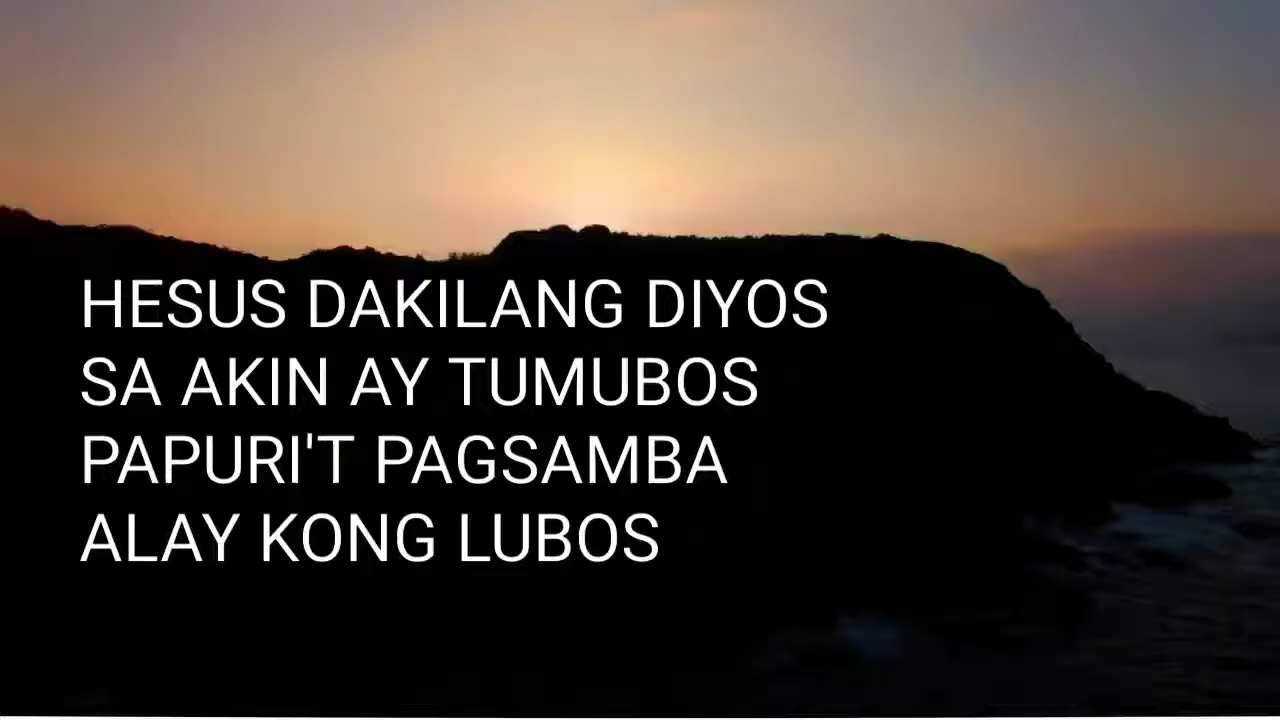 HESUS DAKILANG DIYOS
SA AKIN AY TUMUBOS
PAPURI'T PAGSAMBA
ALAY KONG LUBOS